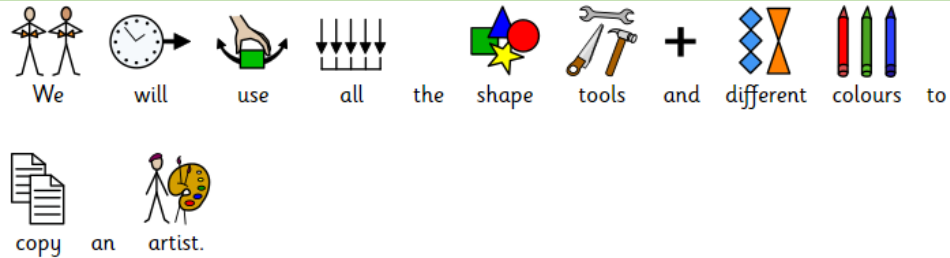 We will use all the shape tools and different colours to
copy an artist.